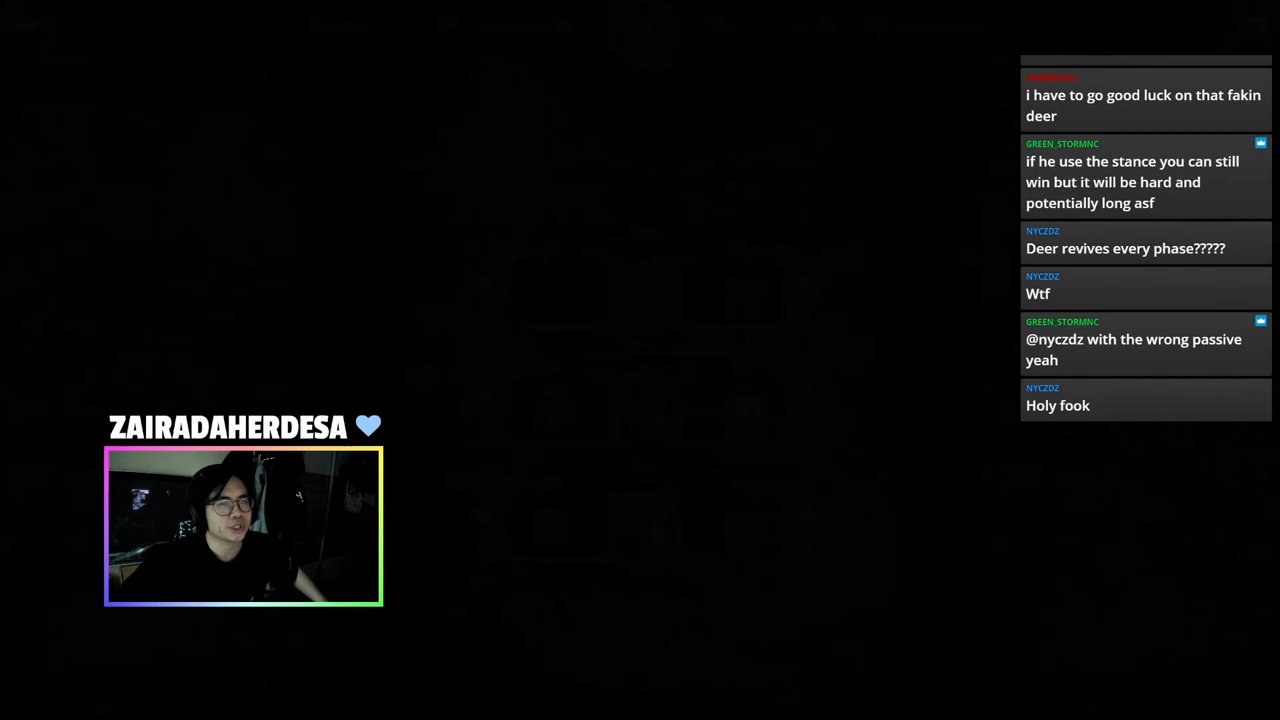 i have to go good luck on that fakin
deer
GREEN_STORMNC
if he use the stance you can still
win but it will be hard and
potentially long asf
NYCZDZ
Deer revives every phase?????
NYCZDZ
Wtf
GREEN_STORMNC
@nyczdz with the wrong passive
yeah
NYCZDZ
Holy fook
ZAIRADAHERDESA